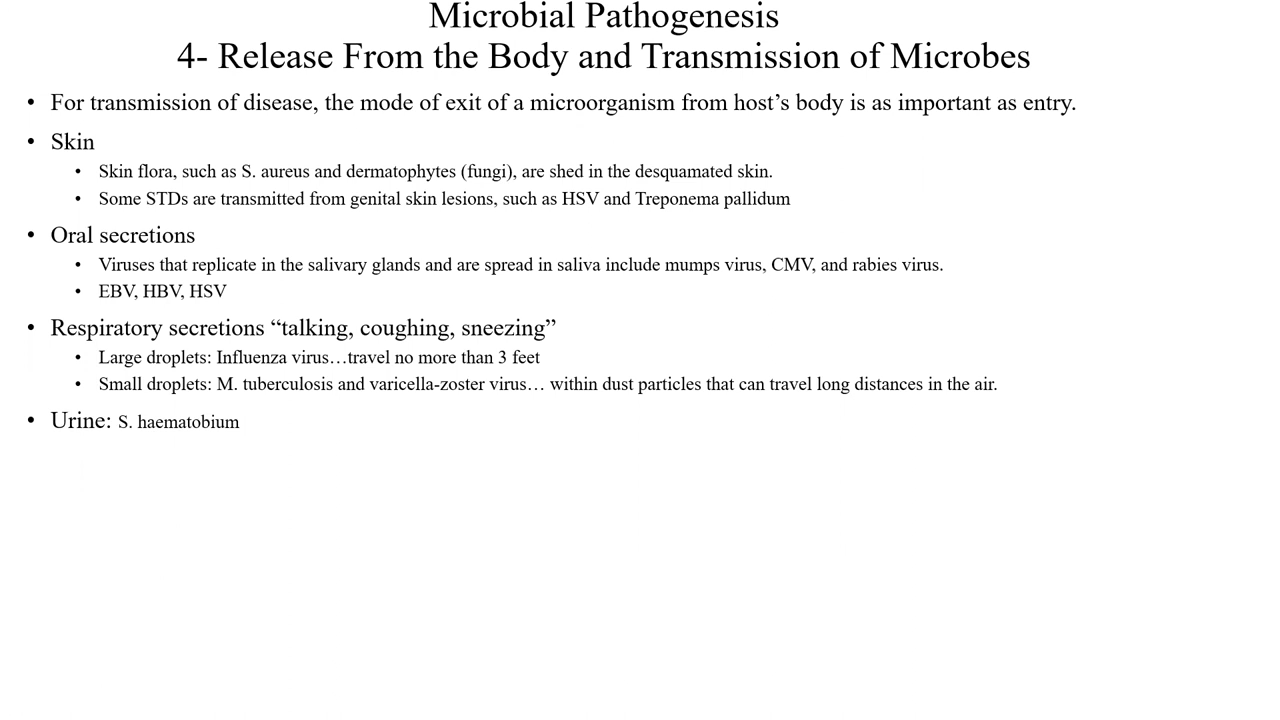 Microbial Pathogenesis
4- Release From the Body and Transmission of Microbes
• For transmission of disease, the mode of exit of a microorganism from host’s body is as important as entry.
• Skin
• Skin flora, such as S. aureus and dermatophytes (fungi), are shed in the desquamated skin.
• Some STDs are transmitted from genital skin lesions, such as HSV and Treponema pallidum
• Oral secretions
• Viruses that replicate in the salivary glands and are spread in saliva include mumps virus, CMV, and rabies virus.
• EBV, HBV, HSV
• Respiratory secretions “talking, coughing, sneezing”
• Large droplets: Influenza virus…travel no more than 3 feet
• Small droplets: M. tuberculosis and varicella-zoster virus… within dust particles that can travel long distances in the air.
• Urine: S. haematobium